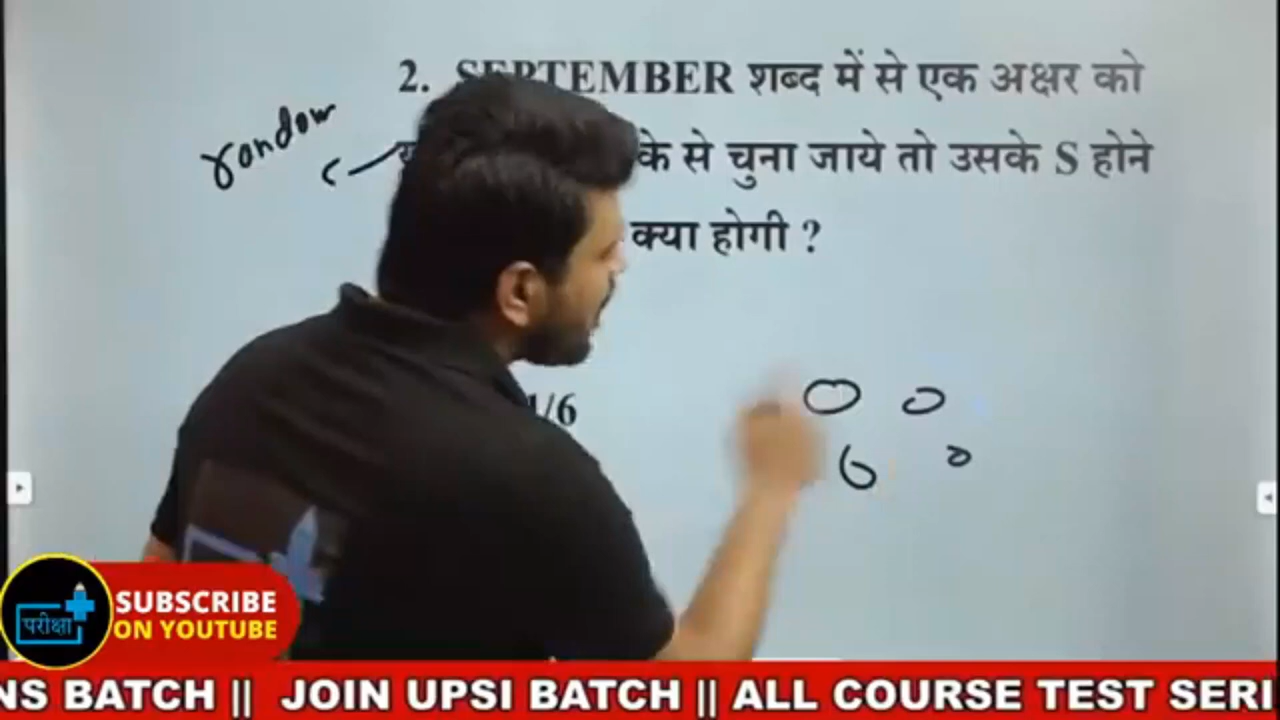 2. SEPTEMBER शब्द में से एक अक्षर को
random
के से चुना जाये तो उसके S होने
क्या होगी ?
1/6
परीक्षा
SUBSCRIBE
ON YOUTUBE
NS BATCH || JOIN UPSI BATCH || ALL COURSE TEST SERI